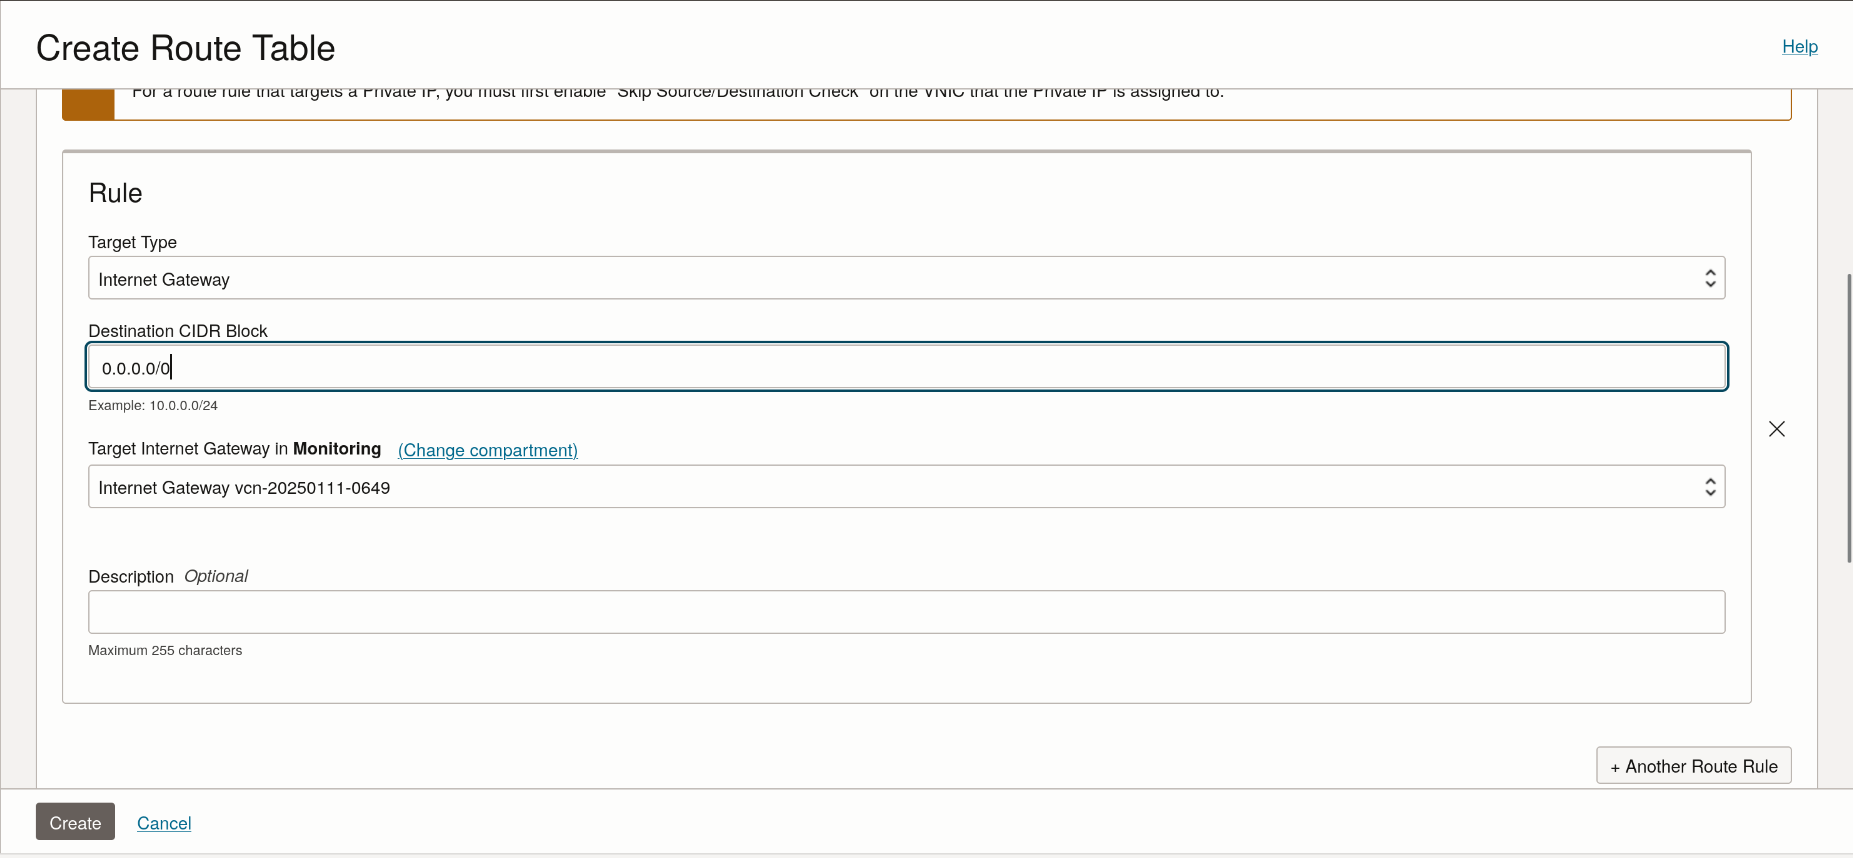 Create Route Table
Help
For a route rule that targets a Private IP, you must first enable "Skip Source/Destination Check" on the VNIC that the Private IP is assigned to.
Rule
Target Type
Internet Gateway
Destination CIDR Block
0.0.0.0/0
Example: 10.0.0.0/24
Target Internet Gateway in Monitoring (Change compartment)
Internet Gateway vcn-20250111-0649
Description Optional
Maximum 255 characters
+ Another Route Rule
Create Cancel